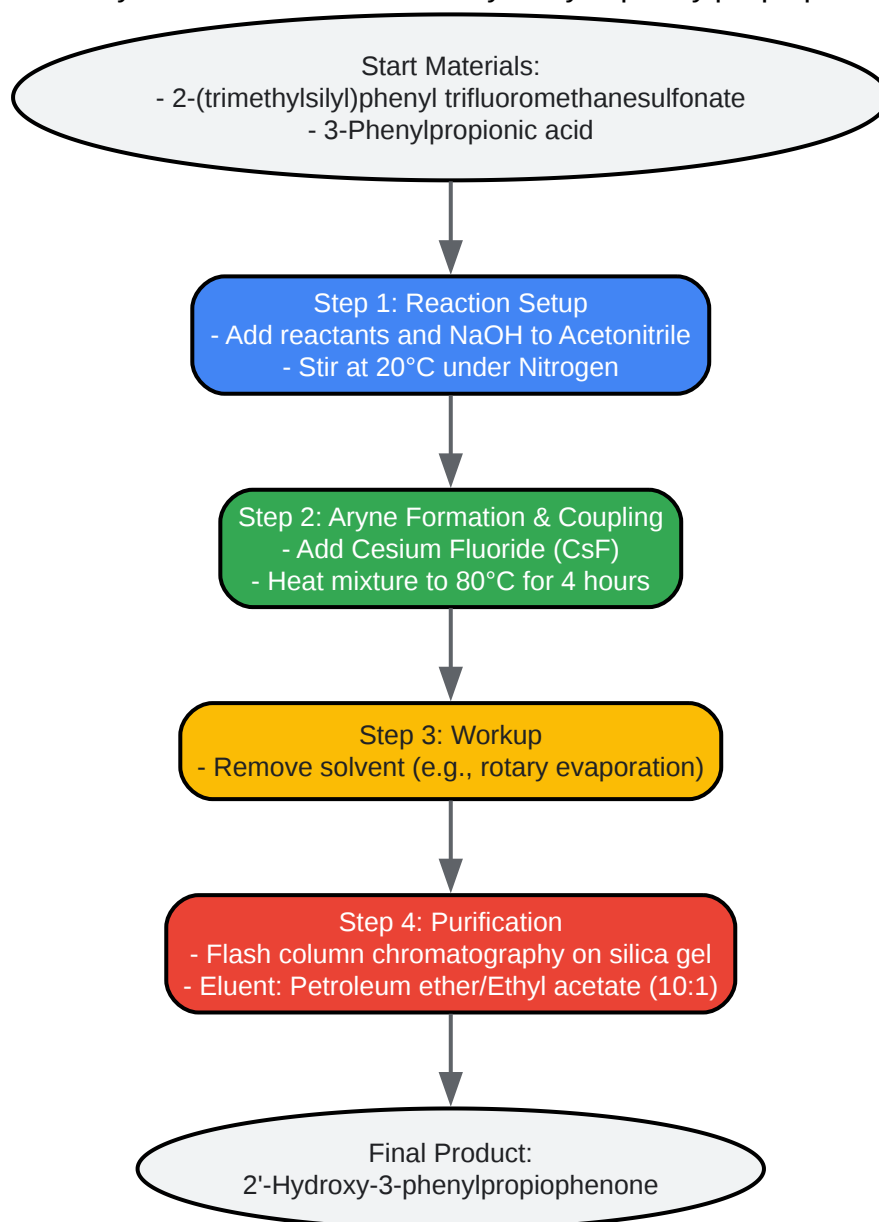 Start Materials:
- 2-(trimethylsilyl)phenyl trifluoromethanesulfonate
- 3-Phenylpropionic acid
Step 1: Reaction Setup
- Add reactants and NaOH to Acetonitrile
- Stir at 20°C under Nitrogen
Step 2: Aryne Formation & Coupling
- Add Cesium Fluoride (CsF)
- Heat mixture to 80°C for 4 hours
Step 3: Workup
- Remove solvent (e.g., rotary evaporation)
Step 4: Purification
- Flash column chromatography on silica gel
- Eluent: Petroleum ether/Ethyl acetate (10:1)
Final Product:
2'-Hydroxy-3-phenylpropiophenone